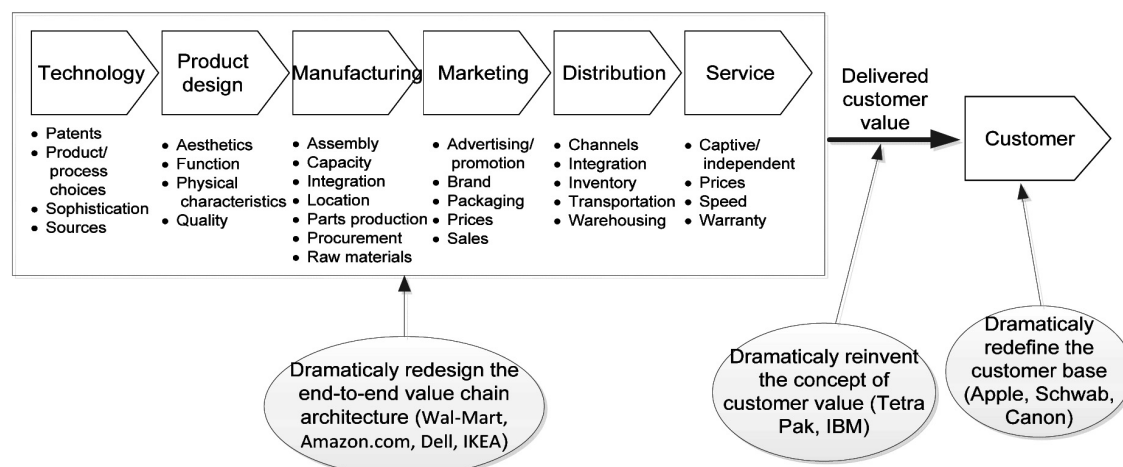 Technology
Product
design
Manufacturing
Marketing
Distribution
Service
Delivered
customer
value
Customer
• Patents
• Product/
process
choices
• Sophistication
• Sources
• Aesthetics
• Function
• Physical
characteristics
• Quality
• Assembly
• Capacity
• Integration
• Location
• Parts production
• Procurement
• Raw materials
• Advertising/
promotion
• Brand
• Packaging
• Prices
• Sales
• Channels
• Integration
• Inventory
• Transportation
• Warehousing
• Captive/
independent
• Prices
• Speed
• Warranty
Dramaticaly redesign the
end-to-end value chain
architecture (Wal-Mart,
Amazon.com, Dell, IKEA)
Dramaticaly reinvent
the concept of
customer value (Tetra
Pak, IBM)
Dramaticaly
redefine the
customer base
(Apple, Schwab,
Canon)